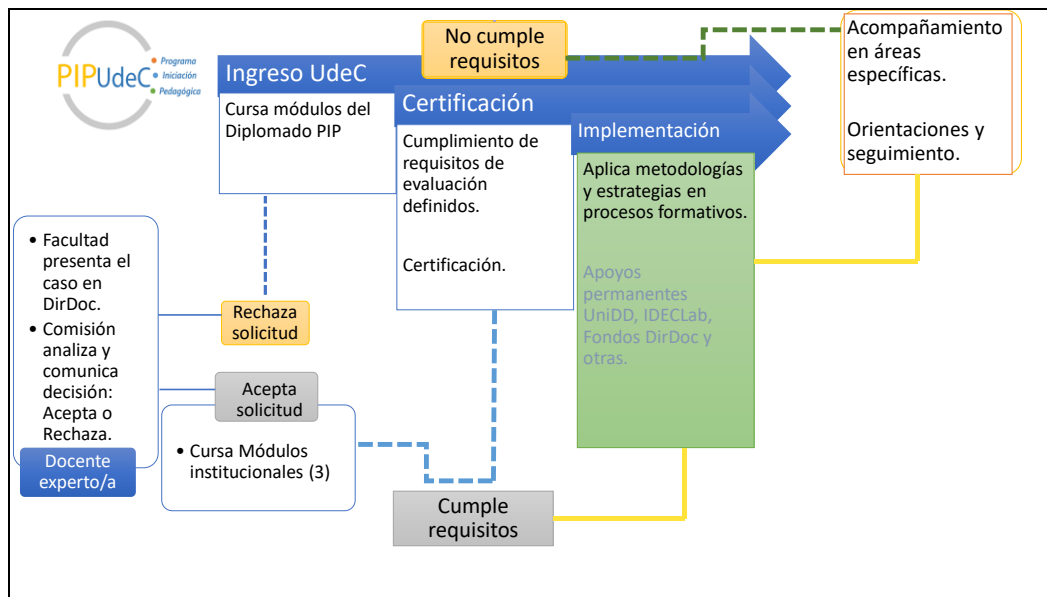 PIPUdeC
Programa
Iniciación
Pedagógica
No cumple
requisitos
Acompañamiento
en áreas
específicas.
Orientaciones y
seguimiento.
Ingreso UdeC
Cursa módulos del
Diplomado PIP
Certificación
Cumplimiento de
requisitos de
evaluación
definidos.
Certificación.
Implementación
Aplica metodologías
y estrategias en
procesos formativos.
Apoyos
permanentes
UniDD, IDECLab,
Fondos DirDoc y
otras.
• Facultad
presenta el
caso en
DirDoc.
• Comisión
analiza y
comunica
decisión:
Acepta o
Rechaza.
Docente
experto/a
Rechaza
solicitud
Acepta
solicitud
• Cursa Módulos
institucionales (3)
Cumple
requisitos